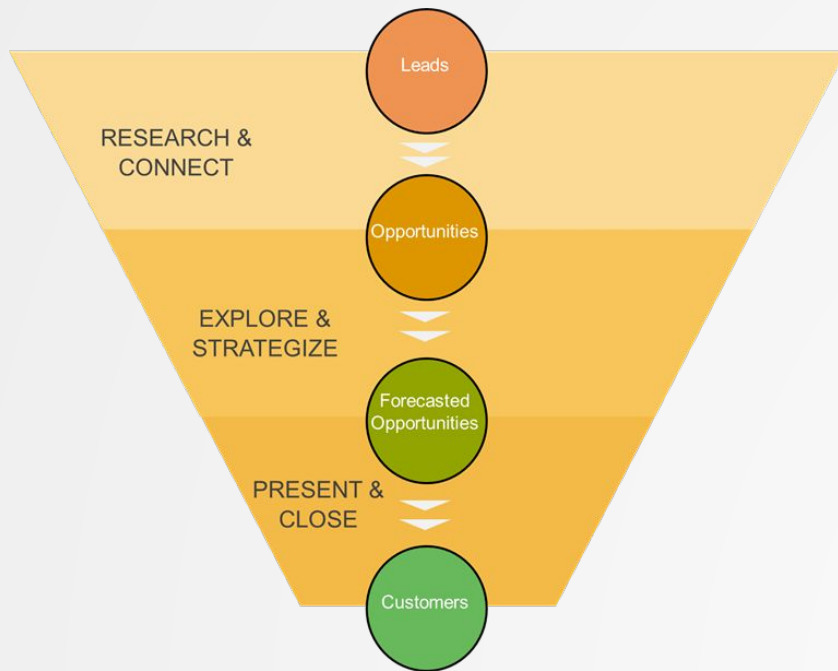 Leads
RESEARCH &
CONNECT
Opportunities
EXPLORE &
STRATEGIZE
Forecasted
Opportunities
PRESENT &
CLOSE
Customers